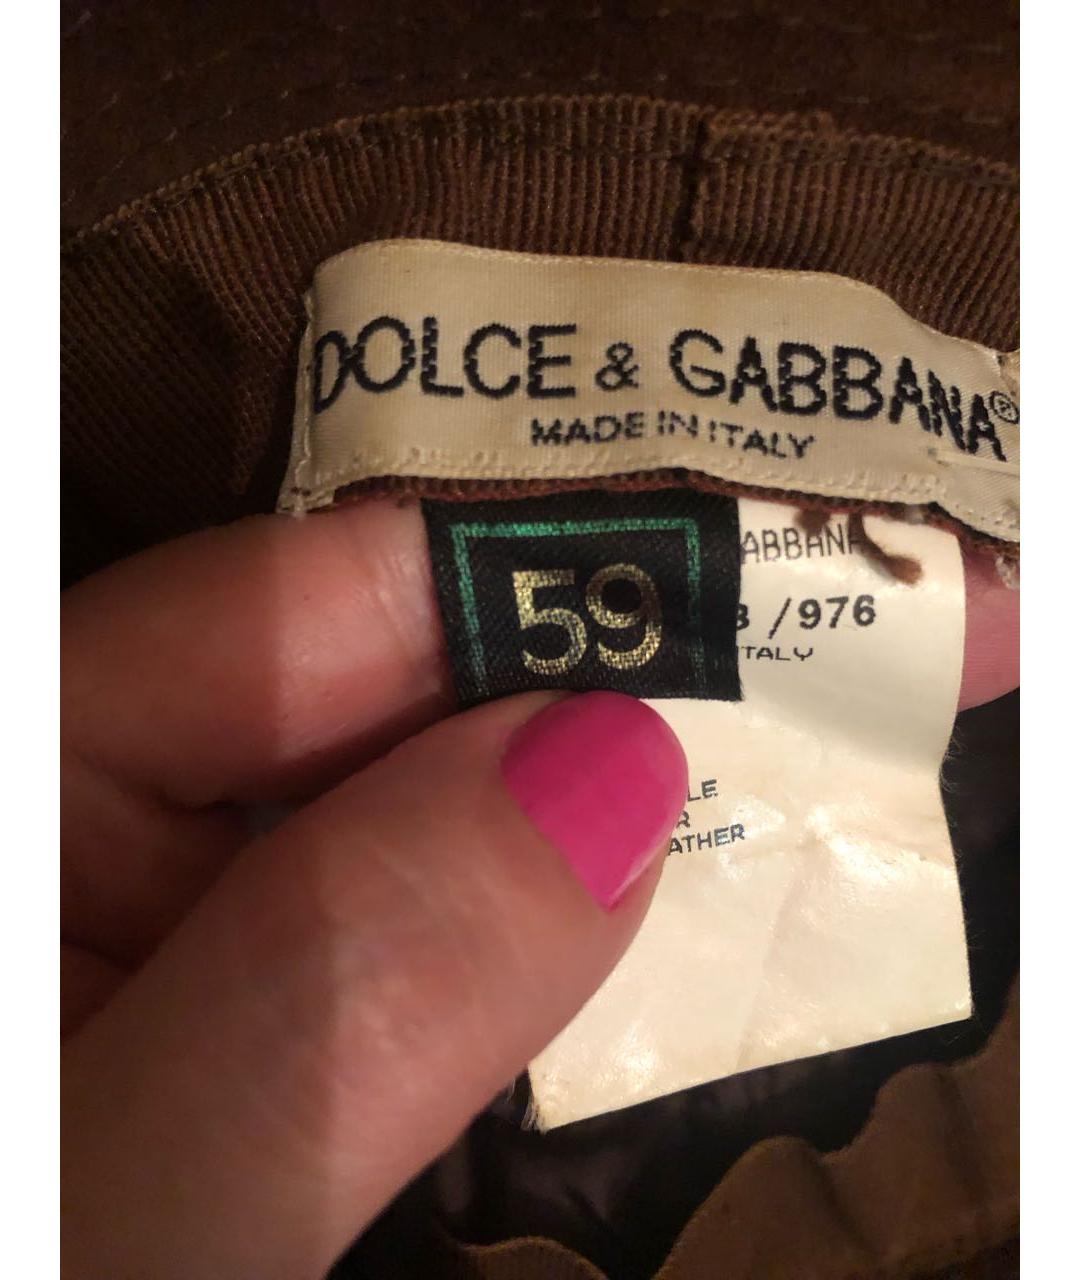 DOLCE & GABBANA®
MADE IN ITALY
59
ABBANA
/976
ITALY
LE
R
ATHER